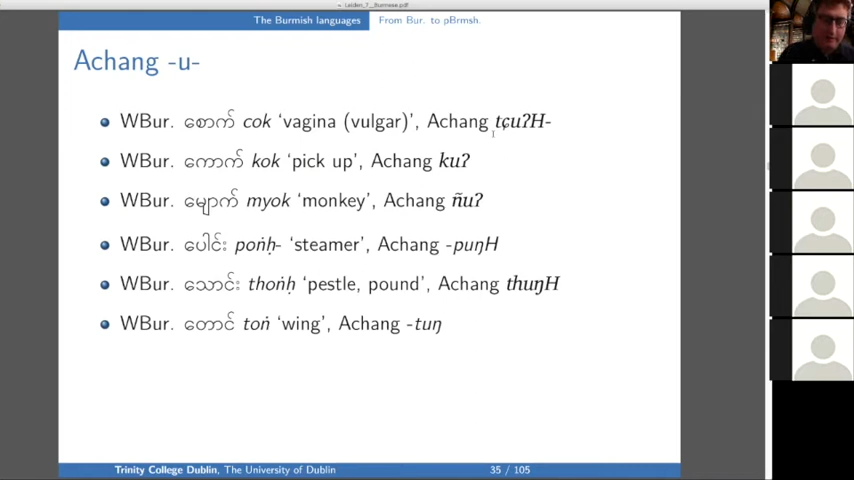 Leiden_7__Burmese.pdf
The Burmish languages From Bur. to pBrmsh.
Achang -u-
WBur. စောက် cok ‘vagina (vulgar)’, Achang tɕuʔH-
WBur. ကောက် kok ‘pick up’, Achang kuʔ
WBur. မျောက် myok ‘monkey’, Achang ñuʔ
WBur. ပေါင်း poṅḥ- ‘steamer’, Achang -puŋH
WBur. သောင်း thoṅḥ ‘pestle, pound’, Achang thuŋH
WBur. တောင် toṅ ‘wing’, Achang -tuŋ
Trinity College Dublin, The University of Dublin 35 / 105